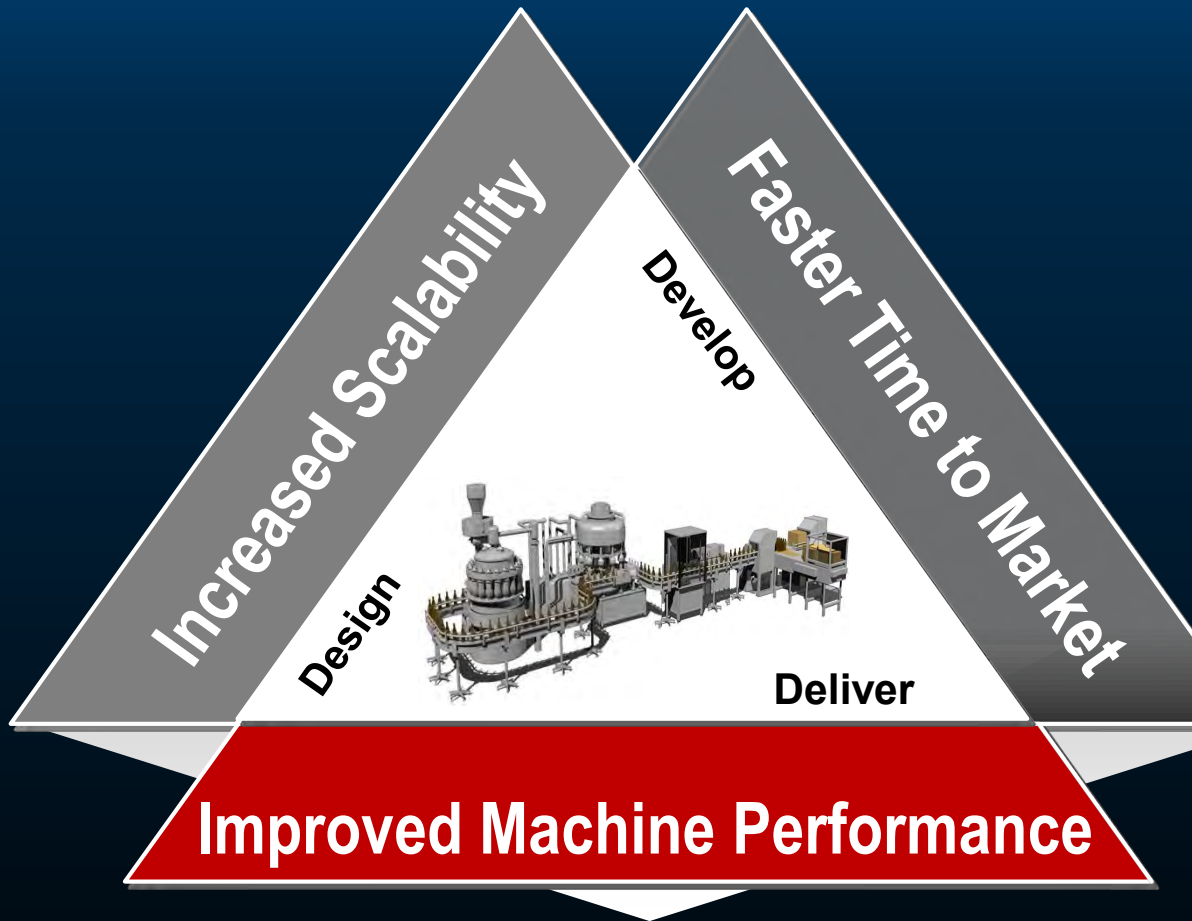 Increased Scalability
Faster Time to Market
Develop
Design
Deliver
Improved Machine Performance